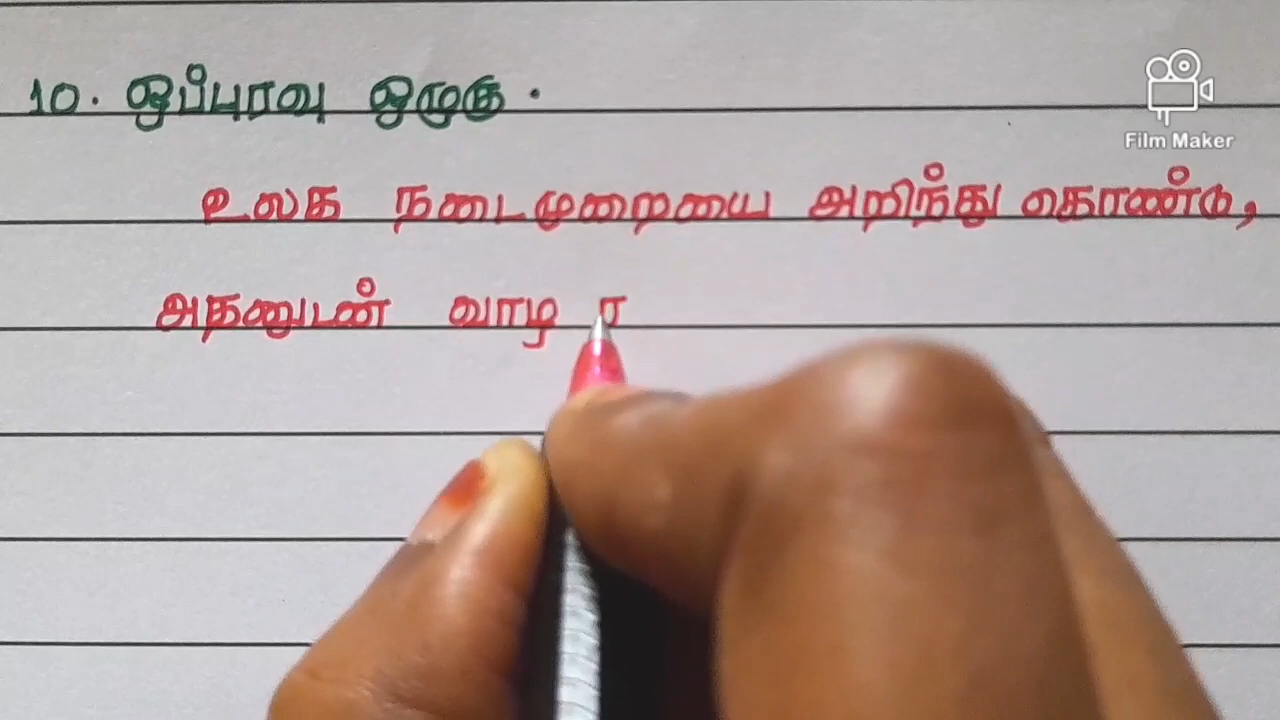 10. ஒப்புரவு ஒழுகு.
Film Maker
உலக நடைமுறையை அறிந்து கொண்டு,
அதனுடன் வாழ